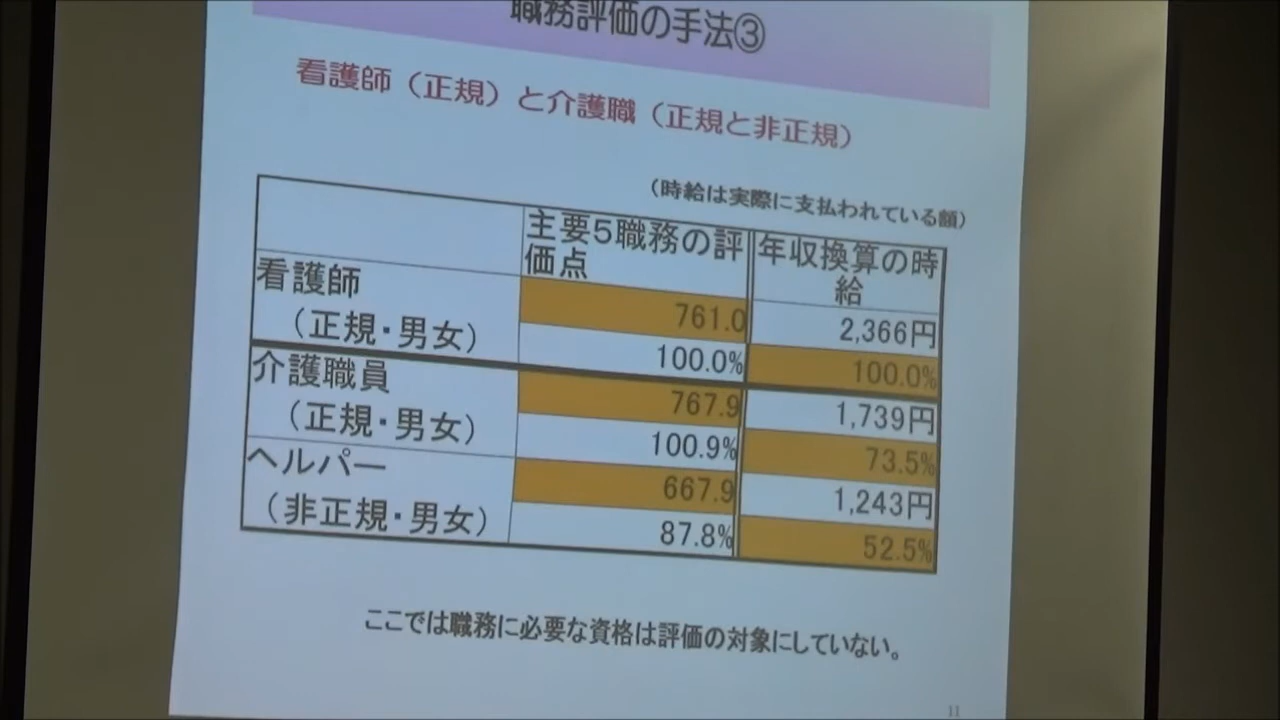 職務評価の手法③
看護師（正規）と介護職（正規と非正規）
（時給は実際に支払われている額）
主要５職務の評
価点
年収換算の時
給
看護師
（正規・男女）
761.0
2,366円
100.0%
100.0%
介護職員
（正規・男女）
767.9
1,739円
100.9%
73.5%
ヘルパー
（非正規・男女）
667.9
1,243円
87.8%
52.5%
ここでは職務に必要な資格は評価の対象にしていない。
11